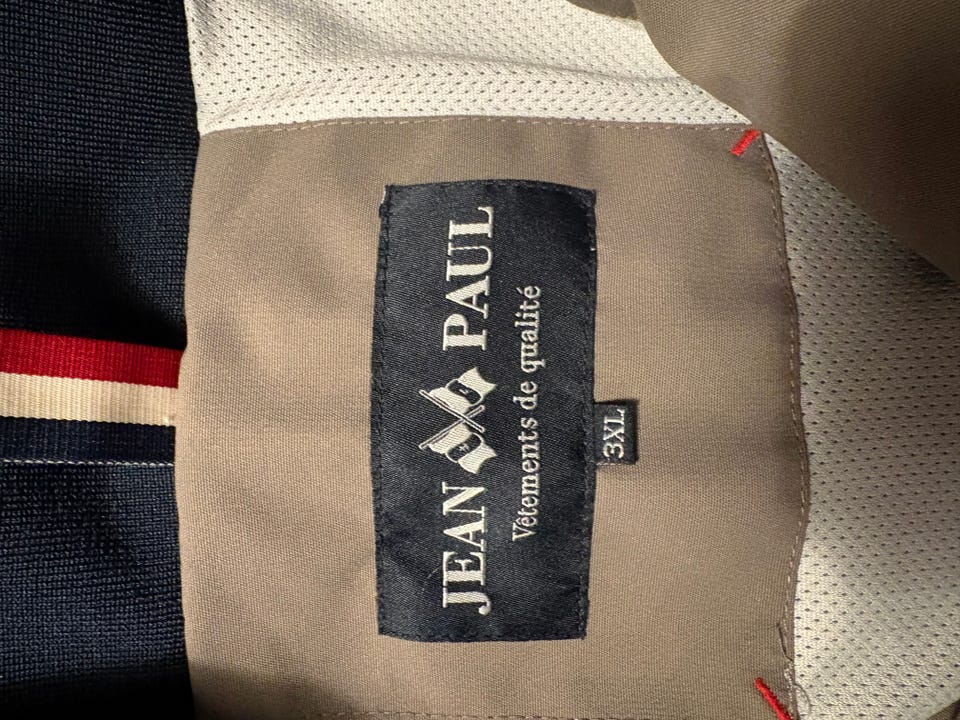 JEAN PAUL
Vêtements de qualité
3XL